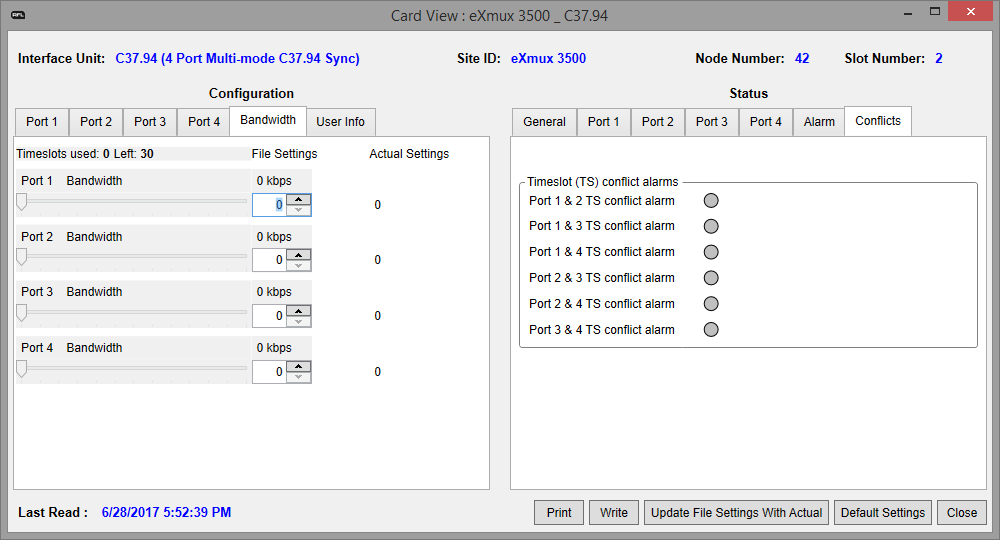 AFL
Card View : eXmux 3500 _ C37.94
Interface Unit: C37.94 (4 Port Multi-mode C37.94 Sync) Site ID: eXmux 3500 Node Number: 42 Slot Number: 2
Configuration
Port 1 Port 2 Port 3 Port 4 Bandwidth User Info
Timeslots used: 0 Left: 30 File Settings Actual Settings
Port 1 Bandwidth 0 kbps
0 0
Port 2 Bandwidth 0 kbps
0 0
Port 3 Bandwidth 0 kbps
0 0
Port 4 Bandwidth 0 kbps
0 0
Status
General Port 1 Port 2 Port 3 Port 4 Alarm Conflicts
Timeslot (TS) conflict alarms
Port 1 & 2 TS conflict alarm
Port 1 & 3 TS conflict alarm
Port 1 & 4 TS conflict alarm
Port 2 & 3 TS conflict alarm
Port 2 & 4 TS conflict alarm
Port 3 & 4 TS conflict alarm
Last Read : 6/28/2017 5:52:39 PM
Print Write Update File Settings With Actual Default Settings Close